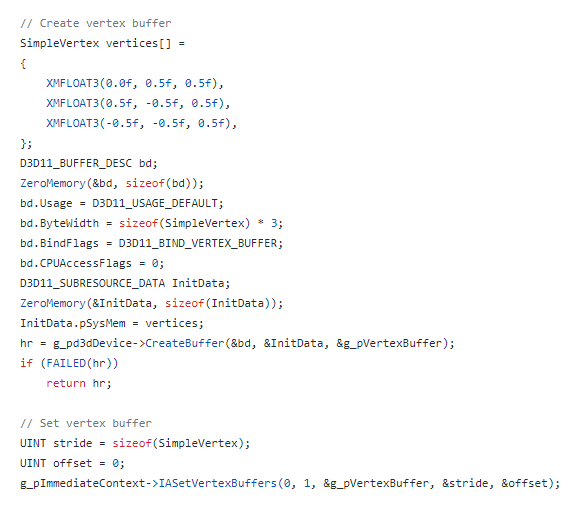 // Create vertex buffer
SimpleVertex vertices[] =
{
    XMFLOAT3(0.0f, 0.5f, 0.5f),
    XMFLOAT3(0.5f, -0.5f, 0.5f),
    XMFLOAT3(-0.5f, -0.5f, 0.5f),
};
D3D11_BUFFER_DESC bd;
ZeroMemory(&bd, sizeof(bd));
bd.Usage = D3D11_USAGE_DEFAULT;
bd.ByteWidth = sizeof(SimpleVertex) * 3;
bd.BindFlags = D3D11_BIND_VERTEX_BUFFER;
bd.CPUAccessFlags = 0;
D3D11_SUBRESOURCE_DATA InitData;
ZeroMemory(&InitData, sizeof(InitData));
InitData.pSysMem = vertices;
hr = g_pd3dDevice->CreateBuffer(&bd, &InitData, &g_pVertexBuffer);
if (FAILED(hr))
    return hr;

// Set vertex buffer
UINT stride = sizeof(SimpleVertex);
UINT offset = 0;
g_pImmediateContext->IASetVertexBuffers(0, 1, &g_pVertexBuffer, &stride, &offset);